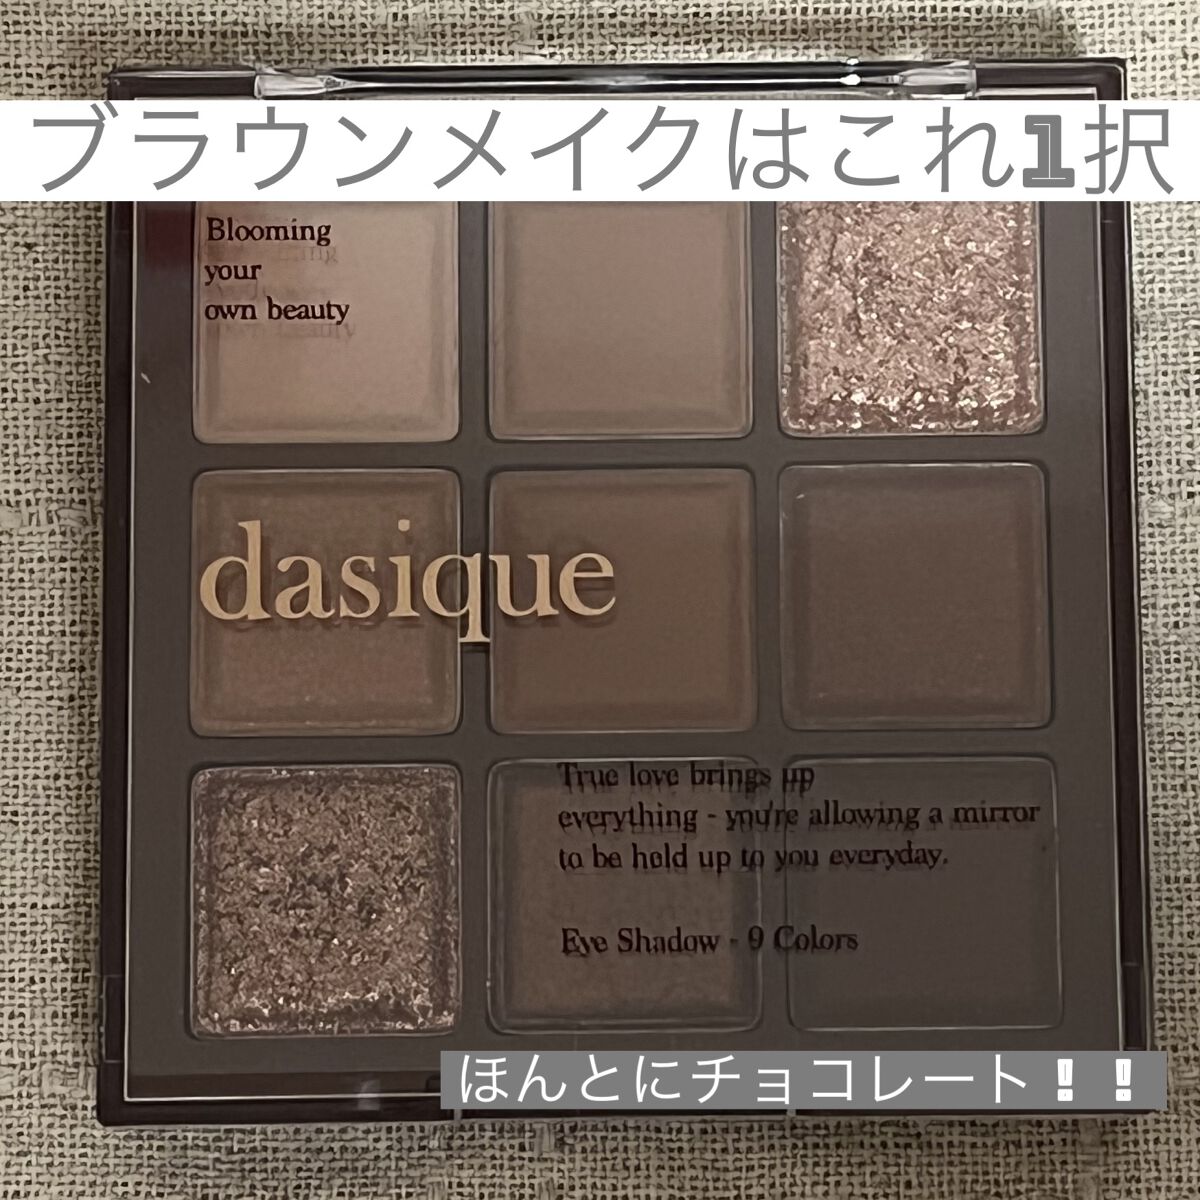 ブラウンメイクはこれ1択
Blooming
your
own beauty
dasique
True love brings up
everything - you're allowing a mirror
to be hold up to you everyday.
Eye Shadow - 9 Colors
ほんとにチョコレート！！